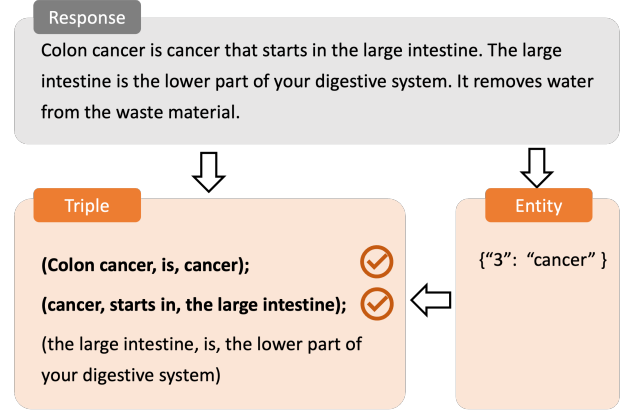 Response
Colon cancer is cancer that starts in the large intestine. The large
intestine is the lower part of your digestive system. It removes water
from the waste material.
Triple
(Colon cancer, is, cancer);
(cancer, starts in, the large intestine);
(the large intestine, is, the lower part of
your digestive system)
Entity
{“3”: “cancer” }